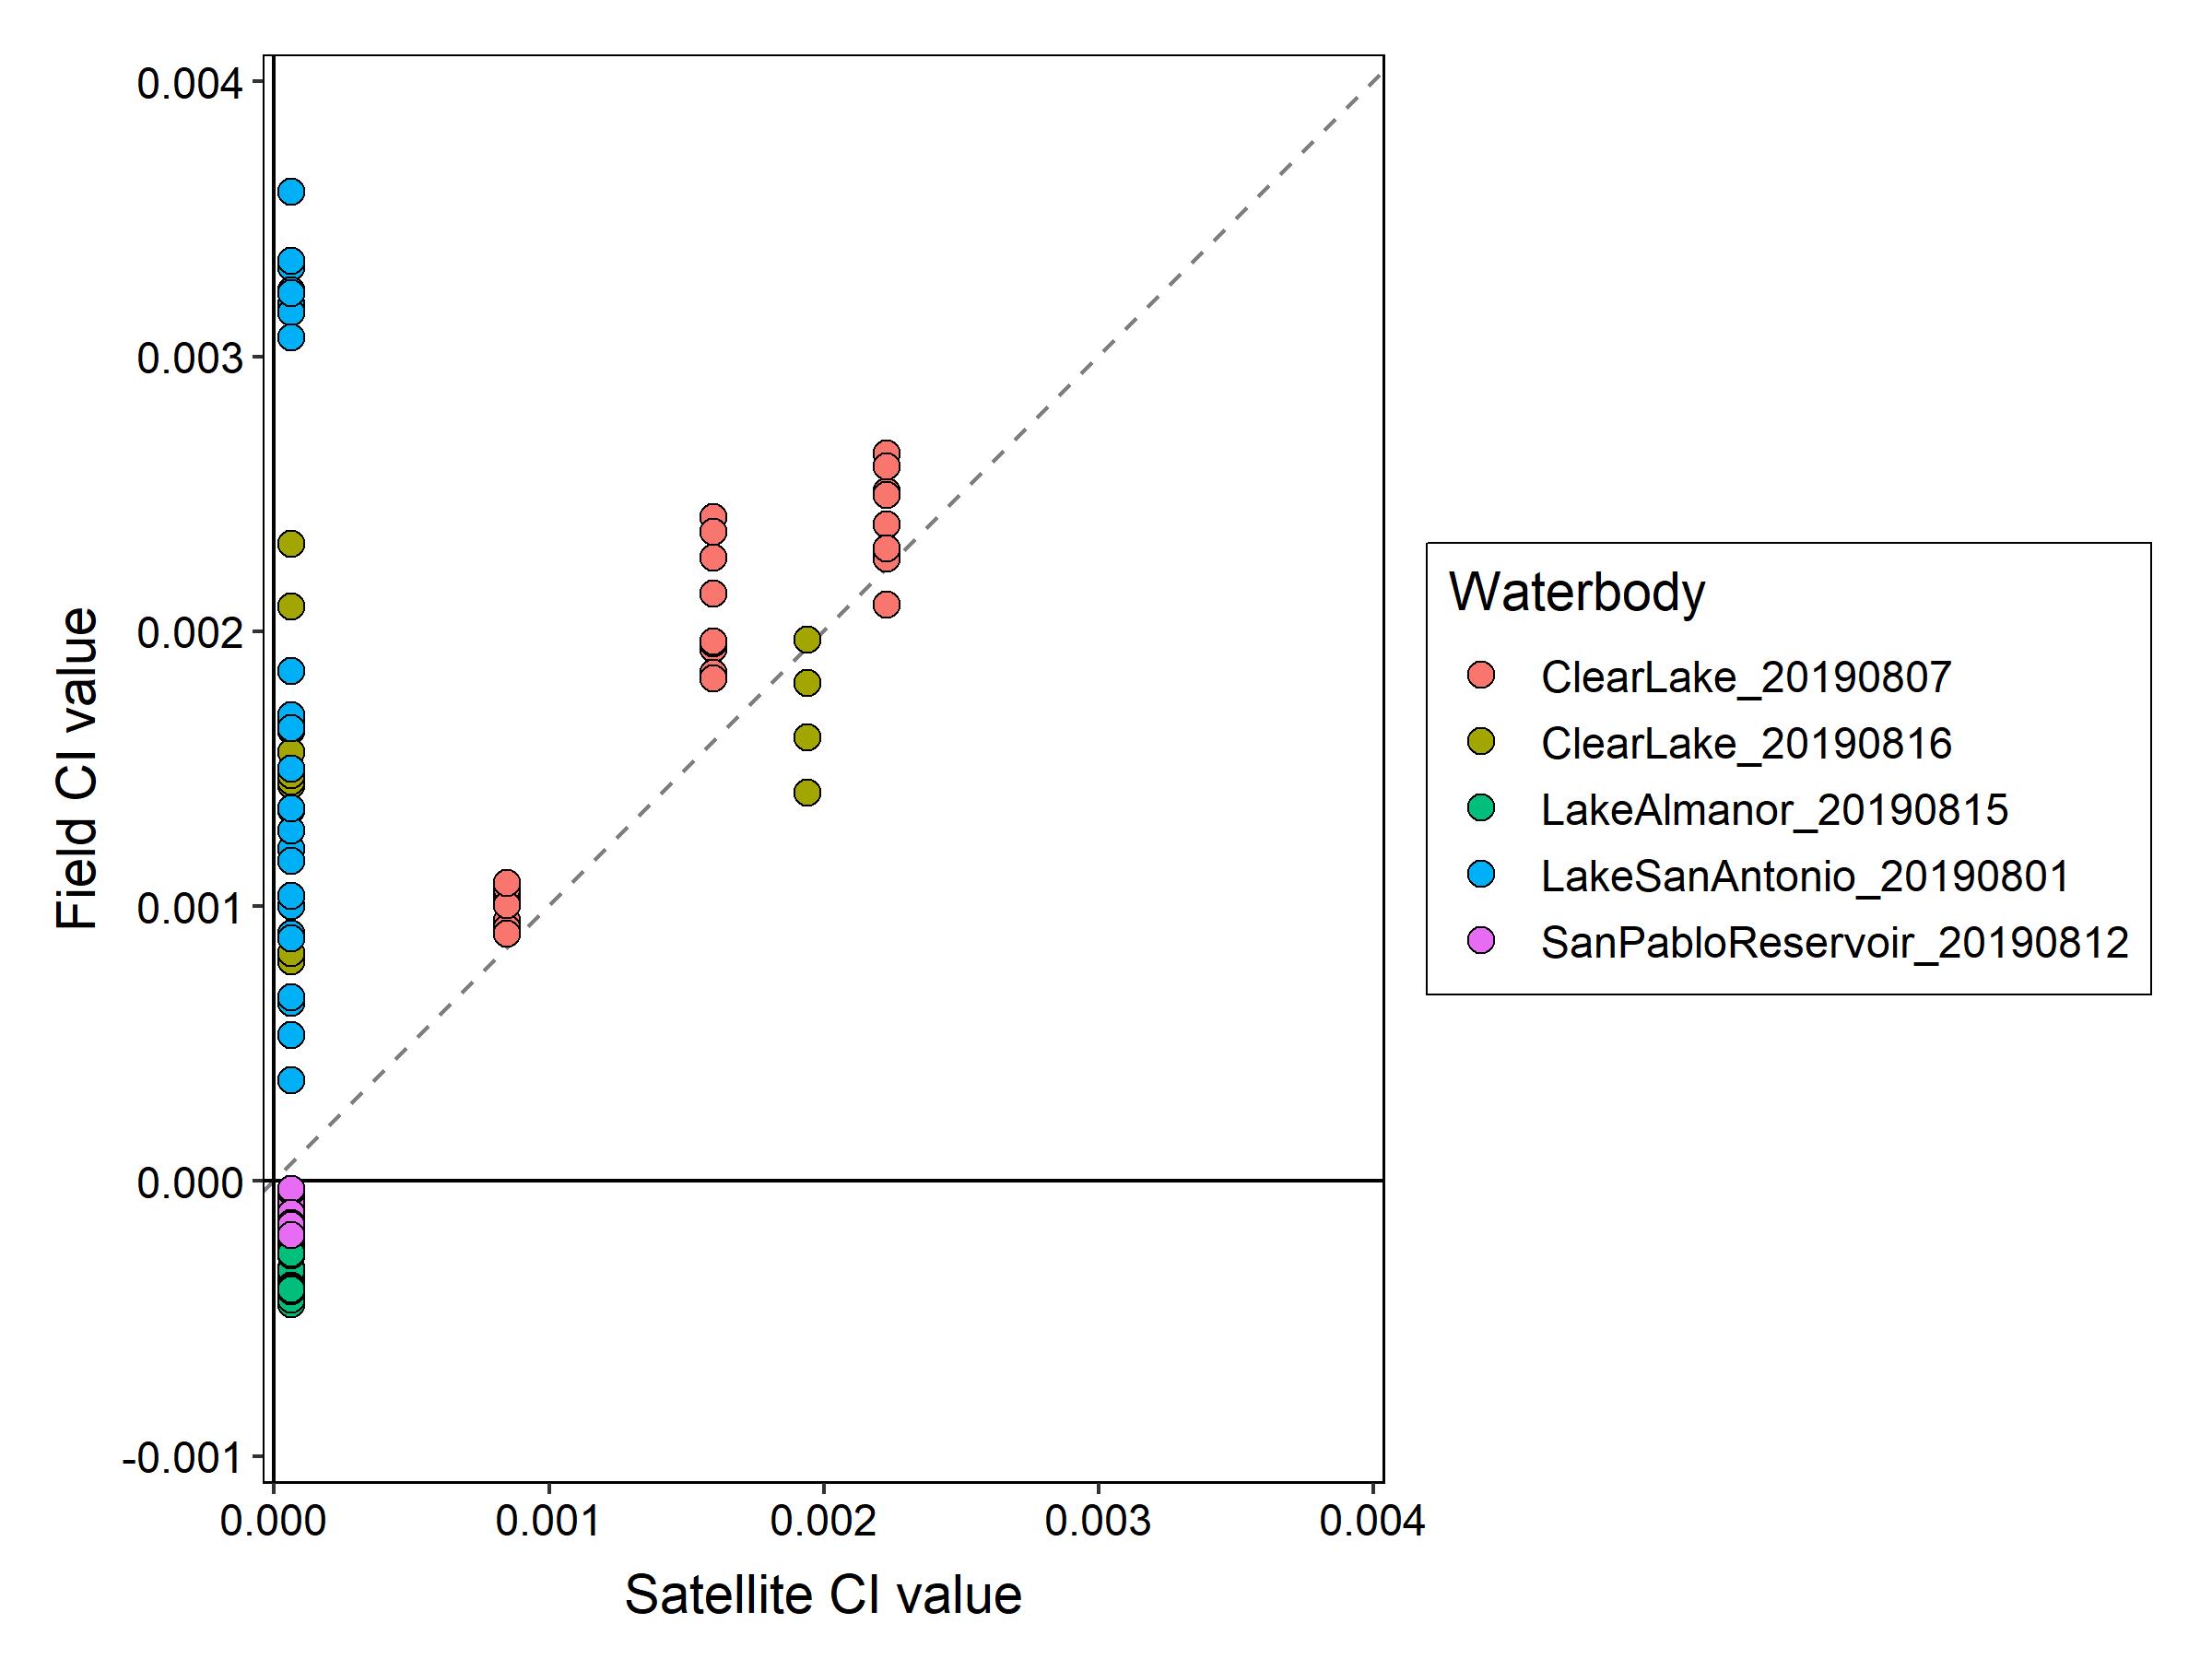 0.004
0.003
0.002
0.001
0.000
-0.001
Field CI value
0.000 0.001 0.002 0.003 0.004
Satellite CI value
Waterbody
ClearLake_20190807
ClearLake_20190816
LakeAlmanor_20190815
LakeSanAntonio_20190801
SanPabloReservoir_20190812